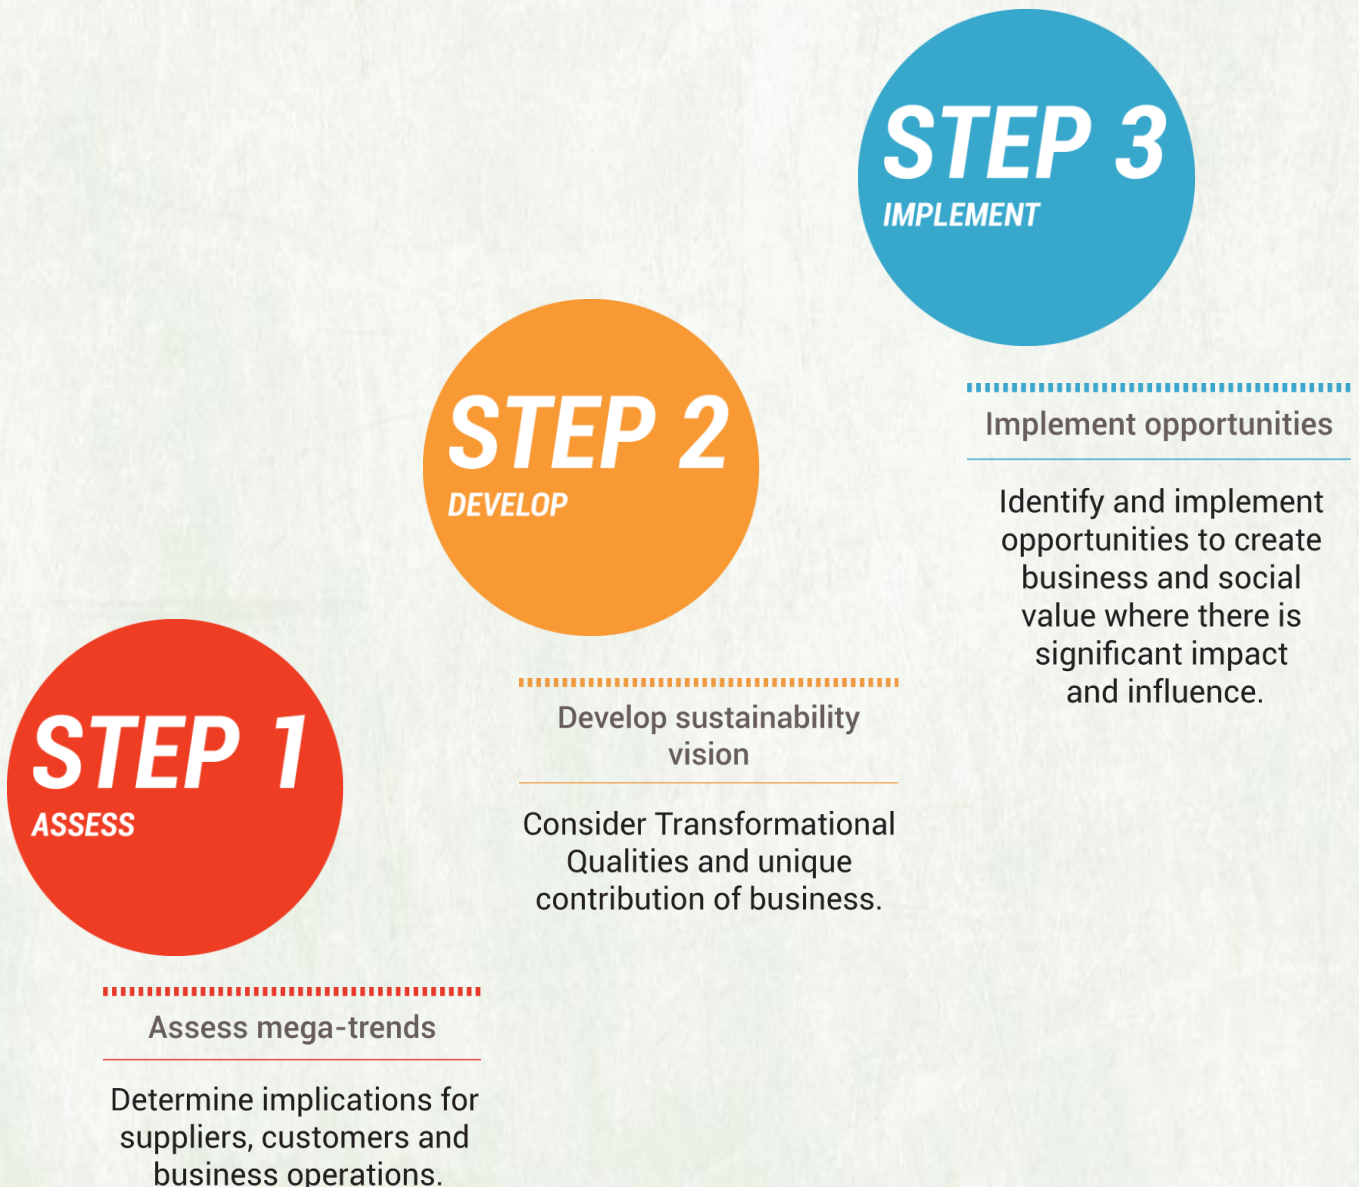 STEP 1
ASSESS
Assess mega-trends
Determine implications for
suppliers, customers and
business operations.
STEP 2
DEVELOP
Develop sustainability
vision
Consider Transformational
Qualities and unique
contribution of business.
STEP 3
IMPLEMENT
Implement opportunities
Identify and implement
opportunities to create
business and social
value where there is
significant impact
and influence.